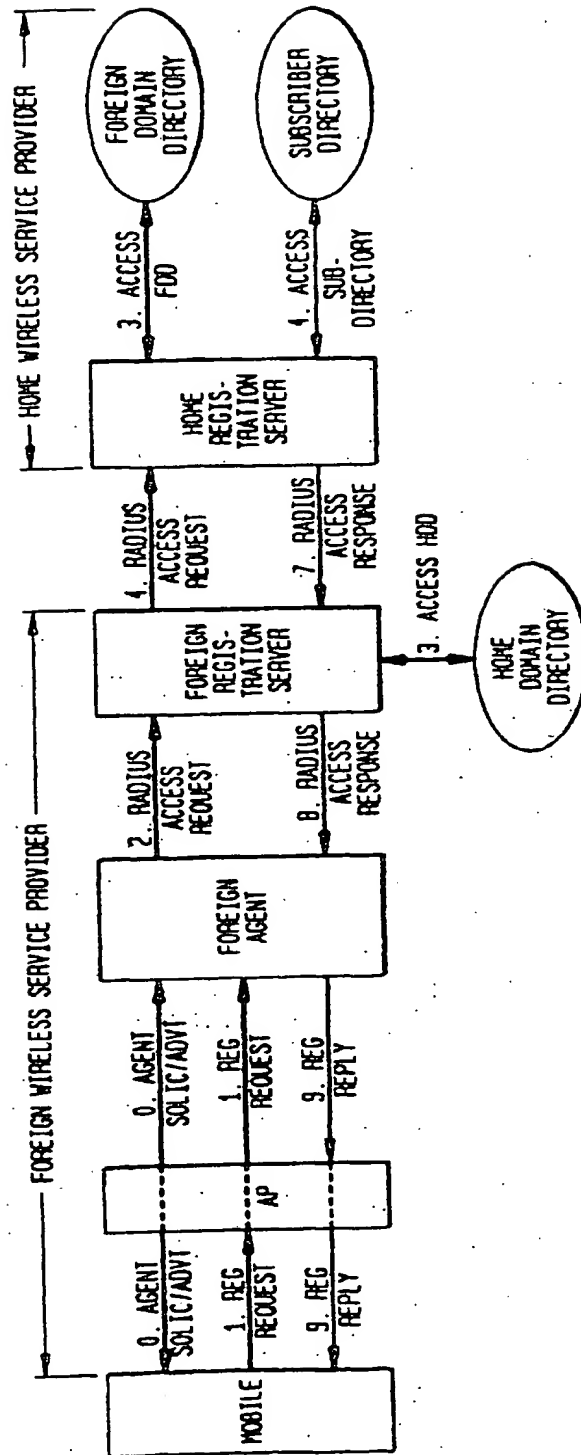 FOREIGN WIRELESS SERVICE PROVIDER
HOME WIRELESS SERVICE PROVIDER
MOBILE
0. AGENT
SOLIC/ADVT
1. REG
REQUEST
9. REG
REPLY
AP
0. AGENT
SOLIC/ADVT
1. REG
REQUEST
9. REG
REPLY
FOREIGN
AGENT
2. RADIUS
ACCESS
REQUEST
8. RADIUS
ACCESS
RESPONSE
FOREIGN
REGIS-
TRATION
SERVER
3. ACCESS HDD
HOME
DOMAIN
DIRECTORY
4. RADIUS
ACCESS
REQUEST
7. RADIUS
ACCESS
RESPONSE
HOME
REGIS-
TRATION
SERVER
3. ACCESS
FDD
4. ACCESS
SUB-
DIRECTORY
FOREIGN
DOMAIN
DIRECTORY
SUBSCRIBER
DIRECTORY